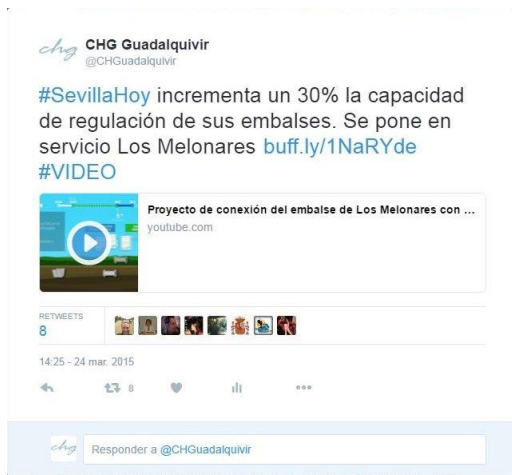 chg CHG Guadalquivir
@CHGuadalquivir
#SevillaHoy incrementa un 30% la capacidad
de regulación de sus embalses. Se pone en
servicio Los Melonares buff.ly/1NaRYde
#VIDEO
Proyecto de conexión del embalse de Los Melonares con ...
youtube.com
RETWEETS
8
14:25 - 24 mar. 2015
8
chg Responder a @CHGuadalquivir